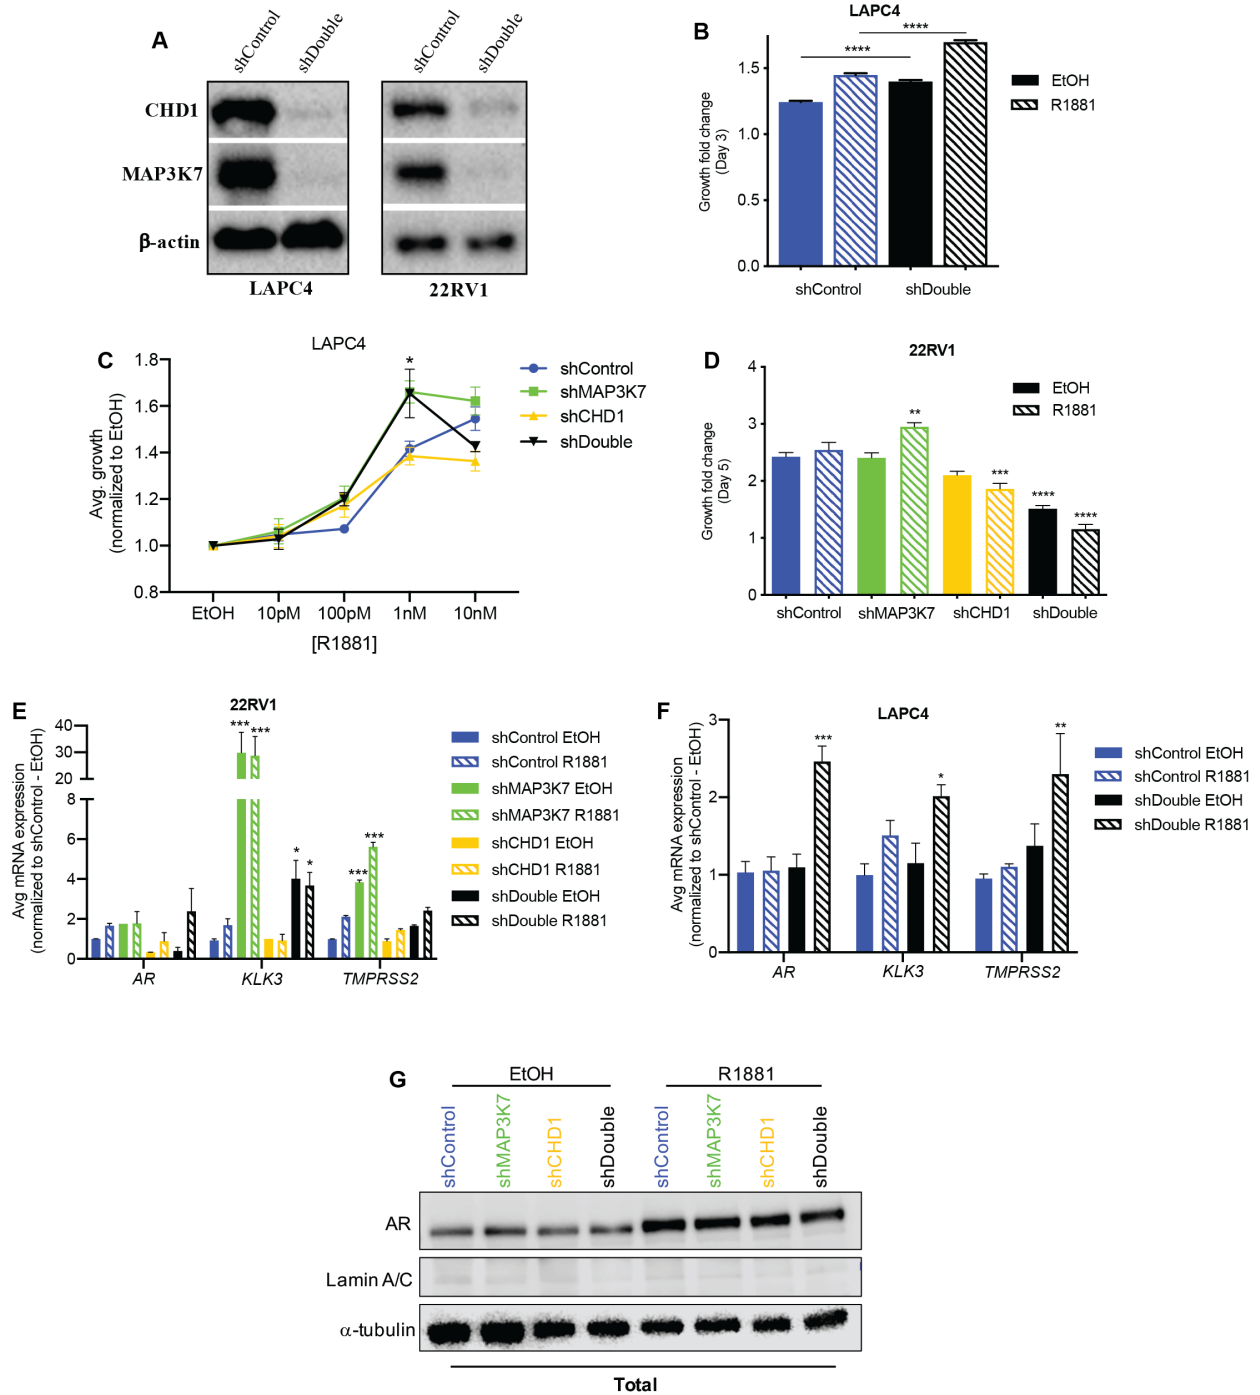 A
shControl
shDouble
shControl
shDouble
CHD1
MAP3K7
β-actin
LAPC4
22RV1
B
LAPC4
****
****
Growth fold change
(Day 3)
1.5
1.0
0.5
0.0
shControl
shDouble
EtOH
R1881
C
LAPC4
Avg. growth
(normalized to EtOH)
1.8
1.6
1.4
1.2
1.0
0.8
*
EtOH
10pM
100pM
1nM
10nM
[R1881]
shControl
shMAP3K7
shCHD1
shDouble
D
22RV1
Growth fold change
(Day 5)
4
3
2
1
0
**
***
****
****
shControl
shMAP3K7
shCHD1
shDouble
EtOH
R1881
E
22RV1
Avg mRNA expression
(normalized to shControl - EtOH)
40
30
20
8
6
4
2
0
***
***
*
*
***
***
AR
KLK3
TMPRSS2
shControl EtOH
shControl R1881
shMAP3K7 EtOH
shMAP3K7 R1881
shCHD1 EtOH
shCHD1 R1881
shDouble EtOH
shDouble R1881
F
LAPC4
Avg mRNA expression
(normalized to shControl - EtOH)
3
2
1
0
***
*
**
AR
KLK3
TMPRSS2
shControl EtOH
shControl R1881
shDouble EtOH
shDouble R1881
G
EtOH
R1881
shControl
shMAP3K7
shCHD1
shDouble
shControl
shMAP3K7
shCHD1
shDouble
AR
Lamin A/C
α-tubulin
Total